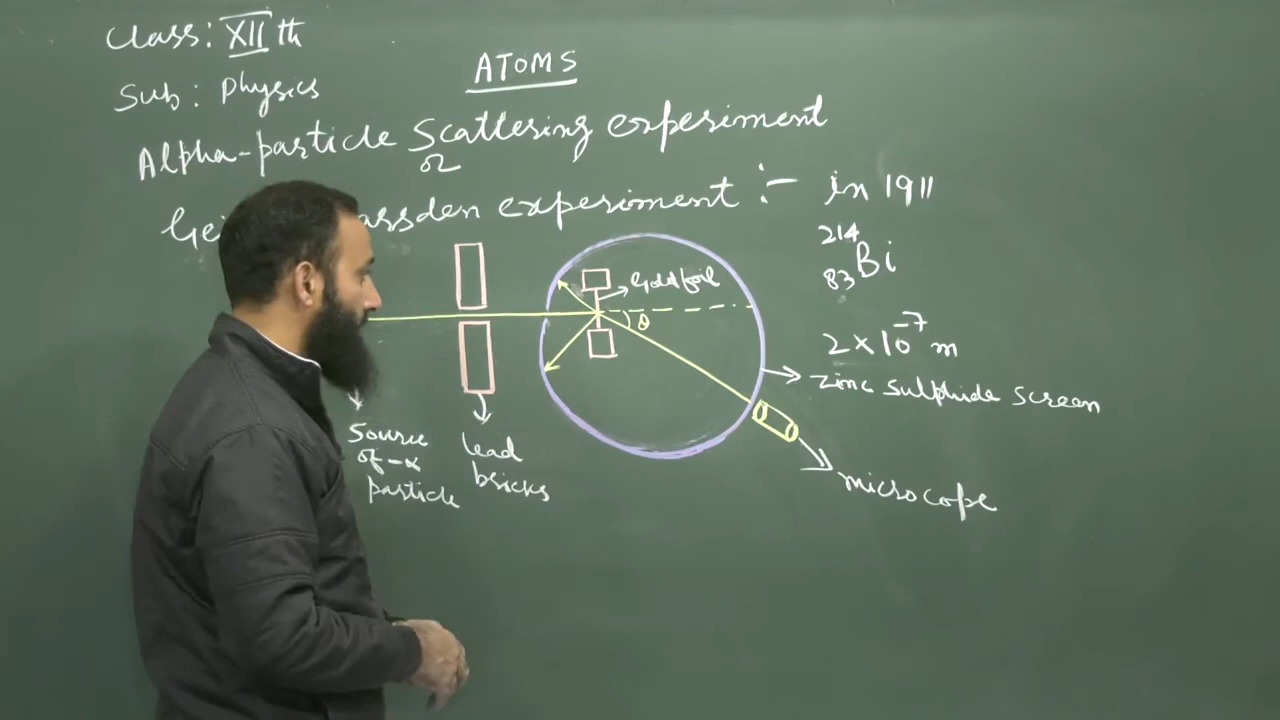 Class: XII th
Sub: Physics
ATOMS
Alpha-particle Scattering experiment
or
experiment :- in 1911
214
83 Bi
Gold foil
θ
2 × 10⁻⁷ m
Zinc sulphide screen
Source
of -α
particle
lead
bricks
microcope